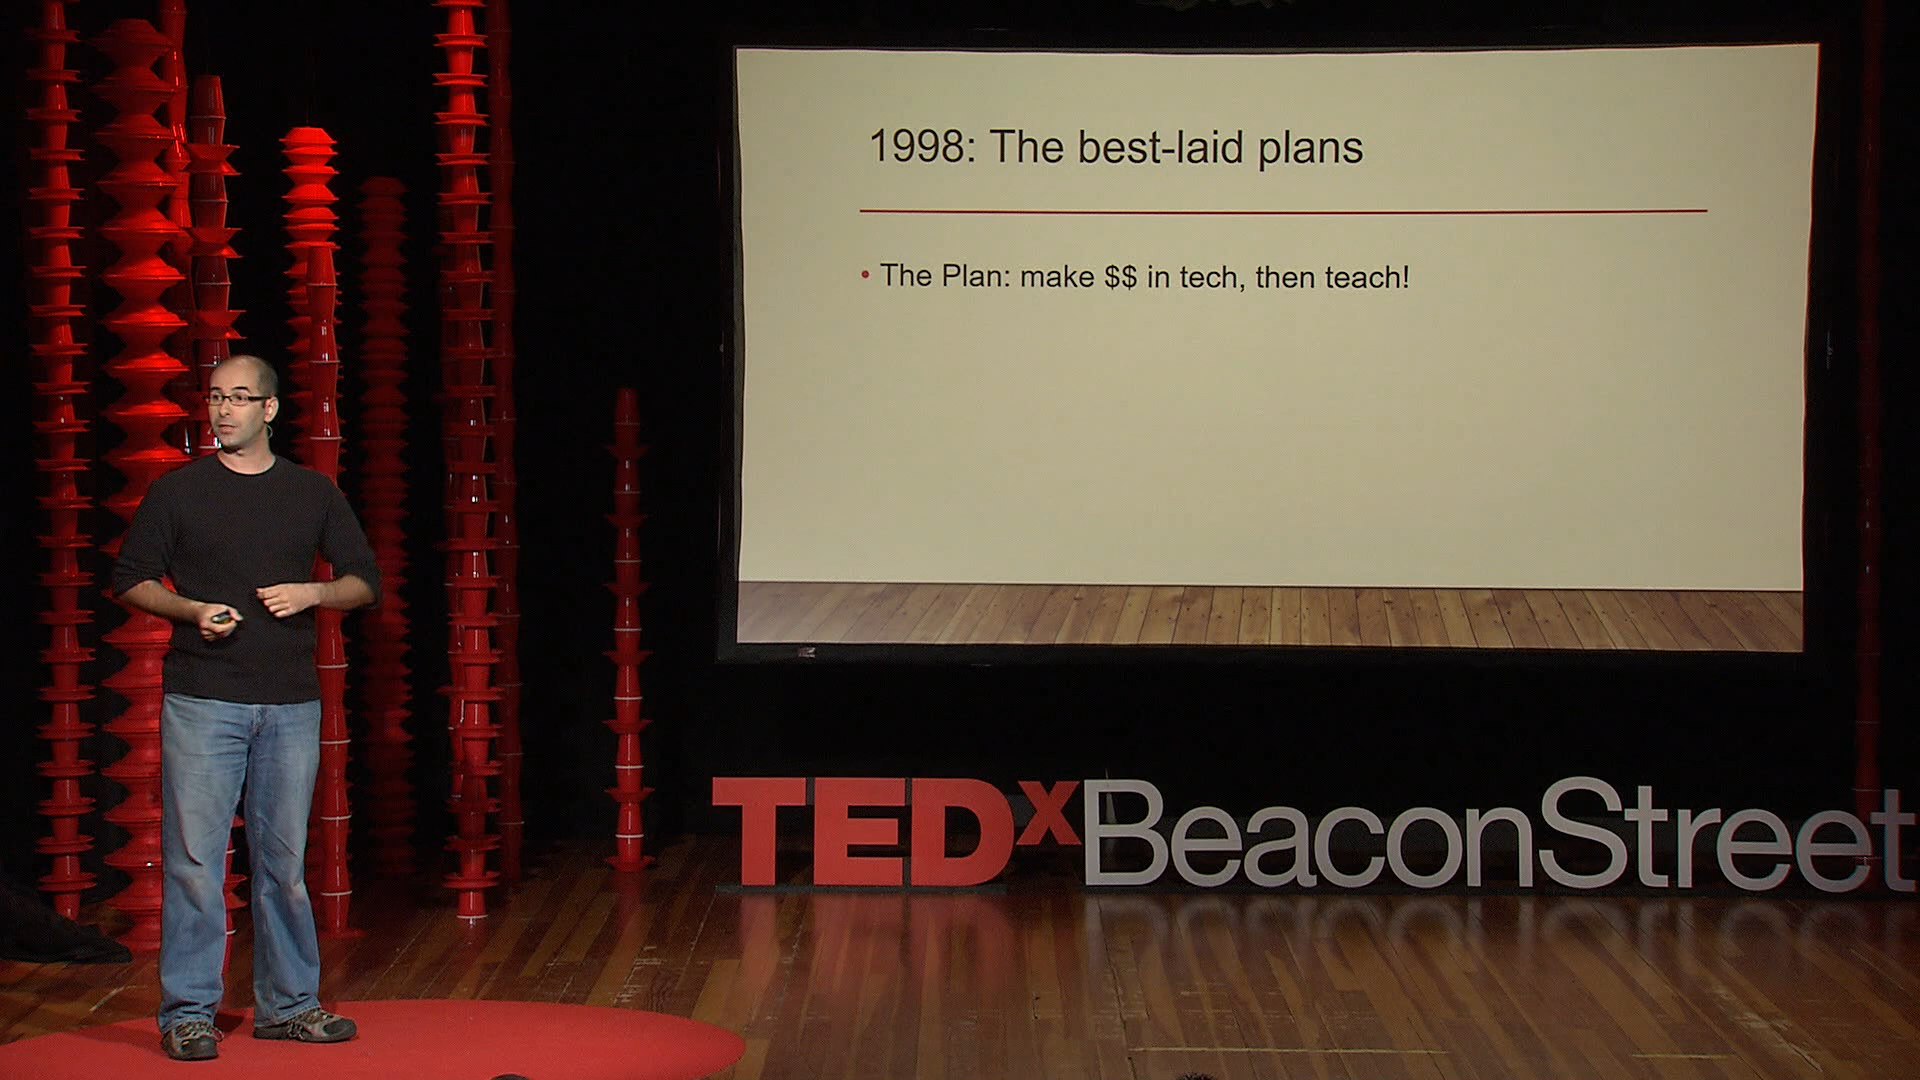 1998: The best-laid plans
• The Plan: make $$ in tech, then teach!
TEDxBeaconStreet